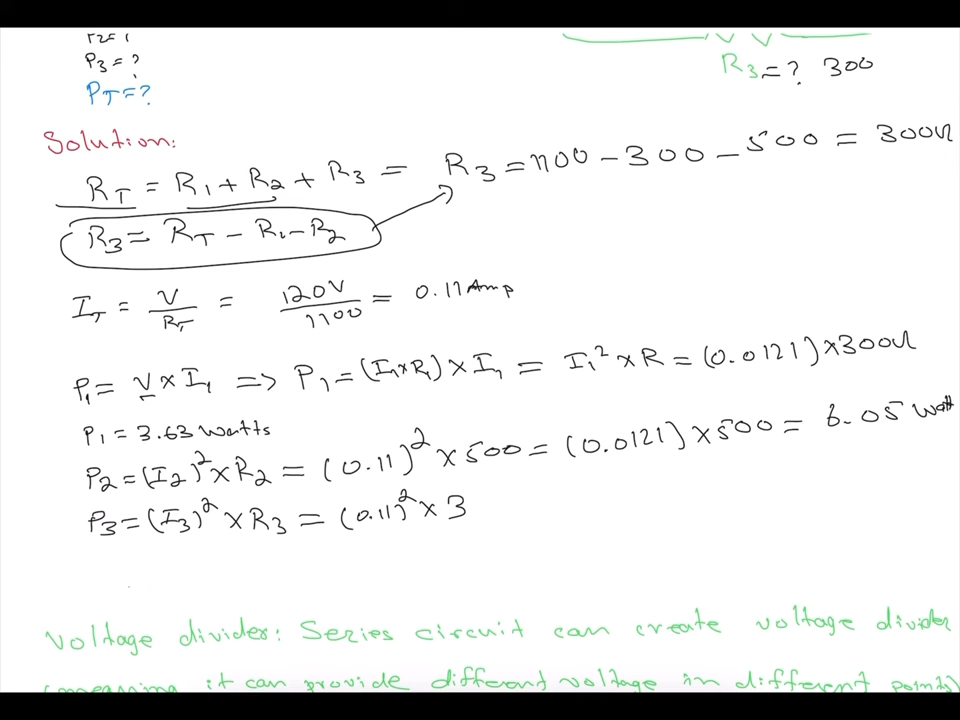 P3 = ?
PT = ?
R3 = ? 300
Solution:
RT = R1 + R2 + R3 = R3 = 1100 - 300 - 500 = 300Ω
R3 = RT - R1 - R2
IT = V/RT = 120V/1100 = 0.11 Amp
P1 = V x I1 => P1 = (I1 x R1) x I1 = I1² x R = (0.0121) x 300Ω
P1 = 3.63 Watts
P2 = (I2)² x R2 = (0.11)² x 500 = (0.0121) x 500 = 6.05 Watt
P3 = (I3)² x R3 = (0.11)² x 3
Voltage divider: Series circuit can create voltage divider
it can provide different voltage in different points)